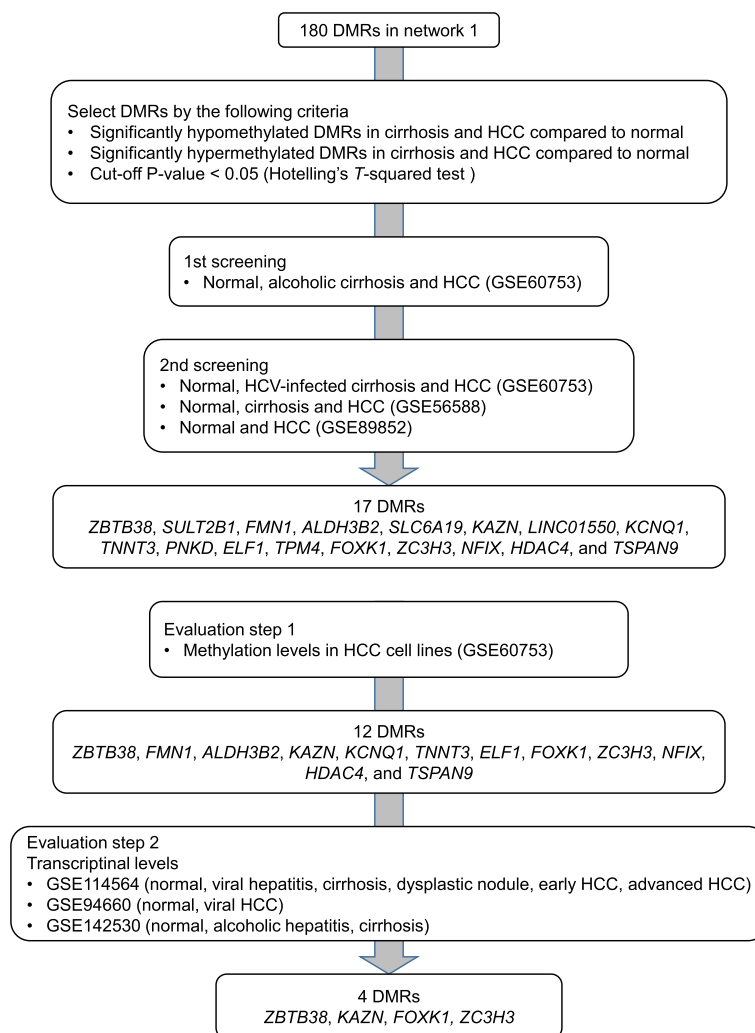 180 DMRs in network 1
Select DMRs by the following criteria
• Significantly hypomethylated DMRs in cirrhosis and HCC compared to normal
• Significantly hypermethylated DMRs in cirrhosis and HCC compared to normal
• Cut-off P-value < 0.05 (Hotelling's T-squared test )
1st screening
• Normal, alcoholic cirrhosis and HCC (GSE60753)
2nd screening
• Normal, HCV-infected cirrhosis and HCC (GSE60753)
• Normal, cirrhosis and HCC (GSE56588)
• Normal and HCC (GSE89852)
17 DMRs
ZBTB38, SULT2B1, FMN1, ALDH3B2, SLC6A19, KAZN, LINC01550, KCNQ1,
TNNT3, PNKD, ELF1, TPM4, FOXK1, ZC3H3, NFIX, HDAC4, and TSPAN9
Evaluation step 1
• Methylation levels in HCC cell lines (GSE60753)
12 DMRs
ZBTB38, FMN1, ALDH3B2, KAZN, KCNQ1, TNNT3, ELF1, FOXK1, ZC3H3, NFIX,
HDAC4, and TSPAN9
Evaluation step 2
Transcriptinal levels
• GSE114564 (normal, viral hepatitis, cirrhosis, dysplastic nodule, early HCC, advanced HCC)
• GSE94660 (normal, viral HCC)
• GSE142530 (normal, alcoholic hepatitis, cirrhosis)
4 DMRs
ZBTB38, KAZN, FOXK1, ZC3H3